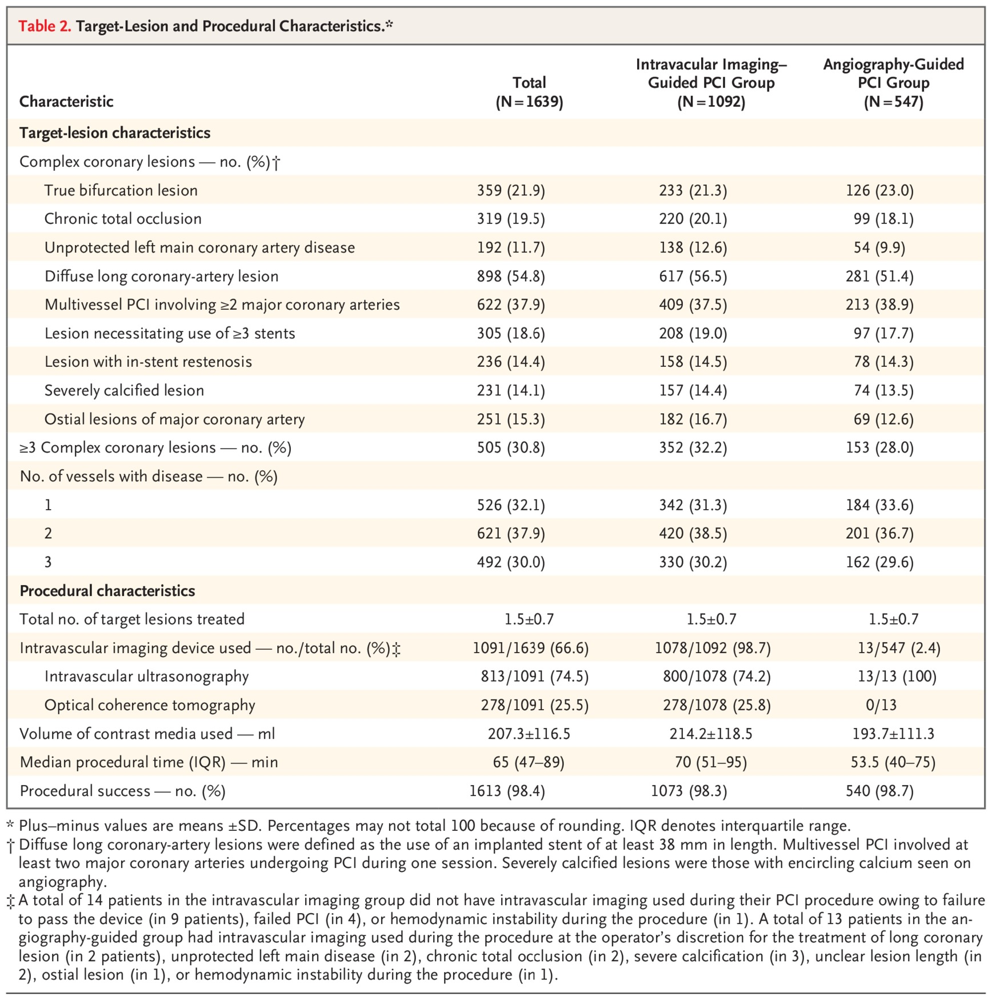 Table 2. Target-Lesion and Procedural Characteristics.*
Characteristic Total (N=1639) Intravacular Imaging–Guided PCI Group (N=1092) Angiography-Guided PCI Group (N=547)
Target-lesion characteristics
Complex coronary lesions — no. (%)†
True bifurcation lesion 359 (21.9) 233 (21.3) 126 (23.0)
Chronic total occlusion 319 (19.5) 220 (20.1) 99 (18.1)
Unprotected left main coronary artery disease 192 (11.7) 138 (12.6) 54 (9.9)
Diffuse long coronary-artery lesion 898 (54.8) 617 (56.5) 281 (51.4)
Multivessel PCI involving ≥2 major coronary arteries 622 (37.9) 409 (37.5) 213 (38.9)
Lesion necessitating use of ≥3 stents 305 (18.6) 208 (19.0) 97 (17.7)
Lesion with in-stent restenosis 236 (14.4) 158 (14.5) 78 (14.3)
Severely calcified lesion 231 (14.1) 157 (14.4) 74 (13.5)
Ostial lesions of major coronary artery 251 (15.3) 182 (16.7) 69 (12.6)
≥3 Complex coronary lesions — no. (%) 505 (30.8) 352 (32.2) 153 (28.0)
No. of vessels with disease — no. (%)
1 526 (32.1) 342 (31.3) 184 (33.6)
2 621 (37.9) 420 (38.5) 201 (36.7)
3 492 (30.0) 330 (30.2) 162 (29.6)
Procedural characteristics
Total no. of target lesions treated 1.5±0.7 1.5±0.7 1.5±0.7
Intravascular imaging device used — no./total no. (%)‡ 1091/1639 (66.6) 1078/1092 (98.7) 13/547 (2.4)
Intravascular ultrasonography 813/1091 (74.5) 800/1078 (74.2) 13/13 (100)
Optical coherence tomography 278/1091 (25.5) 278/1078 (25.8) 0/13
Volume of contrast media used — ml 207.3±116.5 214.2±118.5 193.7±111.3
Median procedural time (IQR) — min 65 (47–89) 70 (51–95) 53.5 (40–75)
Procedural success — no. (%) 1613 (98.4) 1073 (98.3) 540 (98.7)
* Plus–minus values are means ±SD. Percentages may not total 100 because of rounding. IQR denotes interquartile range.
† Diffuse long coronary-artery lesions were defined as the use of an implanted stent of at least 38 mm in length. Multivessel PCI involved at
least two major coronary arteries undergoing PCI during one session. Severely calcified lesions were those with encircling calcium seen on
angiography.
‡ A total of 14 patients in the intravascular imaging group did not have intravascular imaging used during their PCI procedure owing to failure
to pass the device (in 9 patients), failed PCI (in 4), or hemodynamic instability during the procedure (in 1). A total of 13 patients in the an-
giography-guided group had intravascular imaging used during the procedure at the operator’s discretion for the treatment of long coronary
lesion (in 2 patients), unprotected left main disease (in 2), chronic total occlusion (in 2), severe calcification (in 3), unclear lesion length (in
2), ostial lesion (in 1), or hemodynamic instability during the procedure (in 1).